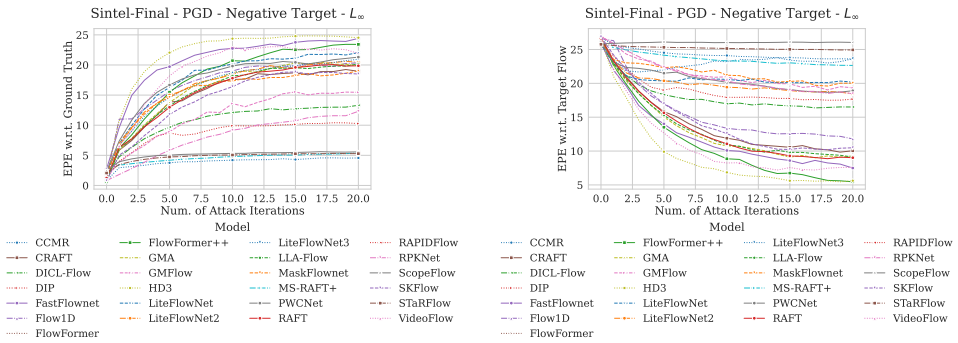 Sintel-Final - PGD - Negative Target - L∞
EPE w.r.t. Ground Truth
25
20
15
10
5
0
0.0 2.5 5.0 7.5 10.0 12.5 15.0 17.5 20.0
Num. of Attack Iterations
Model
CCMR FlowFormer++ LiteFlowNet3 RAPIDFlow
CRAFT GMA LLA-Flow RPKNet
DICL-Flow GMFlow MaskFlownet ScopeFlow
DIP HD3 MS-RAFT+ SKFlow
FastFlownet LiteFlowNet PWCNet STaRFlow
Flow1D LiteFlowNet2 RAFT VideoFlow
FlowFormer
Sintel-Final - PGD - Negative Target - L∞
EPE w.r.t. Target Flow
25
20
15
10
5
0.0 2.5 5.0 7.5 10.0 12.5 15.0 17.5 20.0
Num. of Attack Iterations
Model
CCMR FlowFormer++ LiteFlowNet3 RAPIDFlow
CRAFT GMA LLA-Flow RPKNet
DICL-Flow GMFlow MaskFlownet ScopeFlow
DIP HD3 MS-RAFT+ SKFlow
FastFlownet LiteFlowNet PWCNet STaRFlow
Flow1D LiteFlowNet2 RAFT VideoFlow
FlowFormer